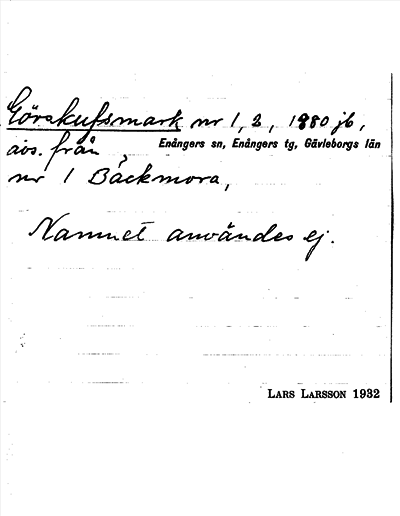 Görskufsmark nr 1, 2, 1880 jb,
avs. från Enångers sn, Enångers tg, Gävleborgs län
nr 1 Bäckmora,
Namnet användes ej.
LARS LARSSON 1932